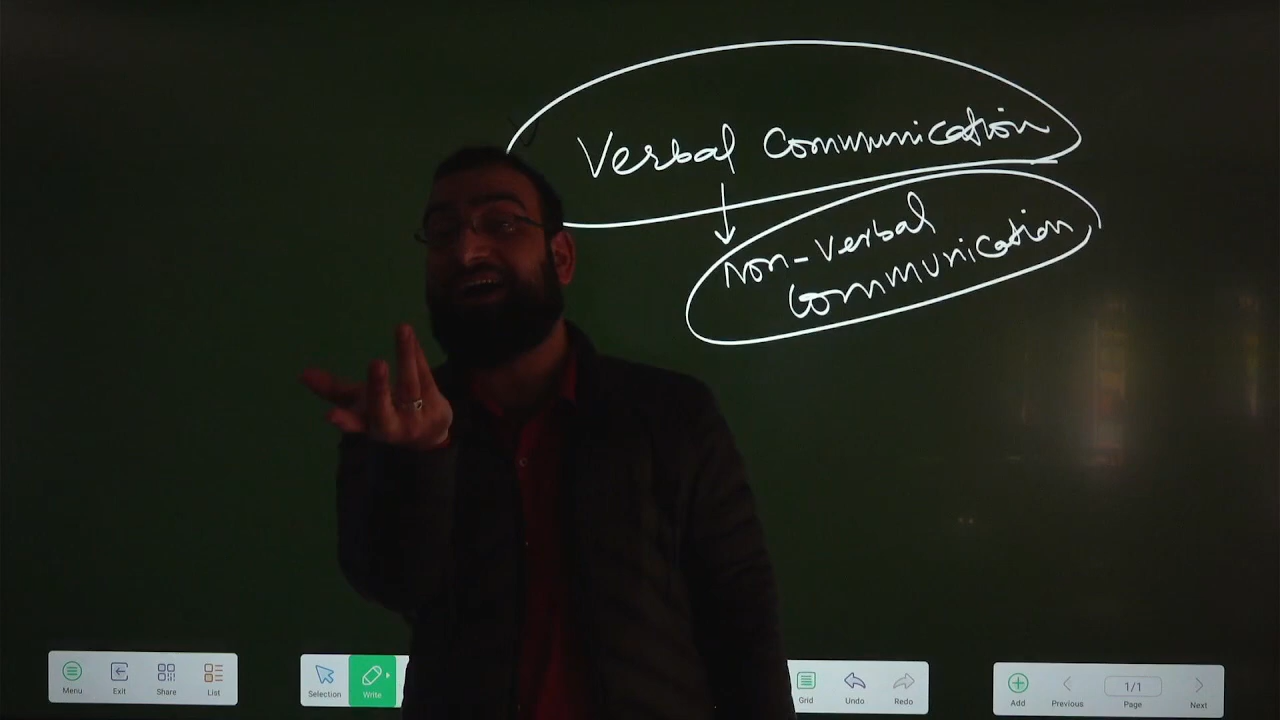 Verbal Communication
non-verbal
communication
Menu
Exit
Share
List
Selection
Write
Grid
Undo
Redo
Add
Previous
1/1
Page
Next